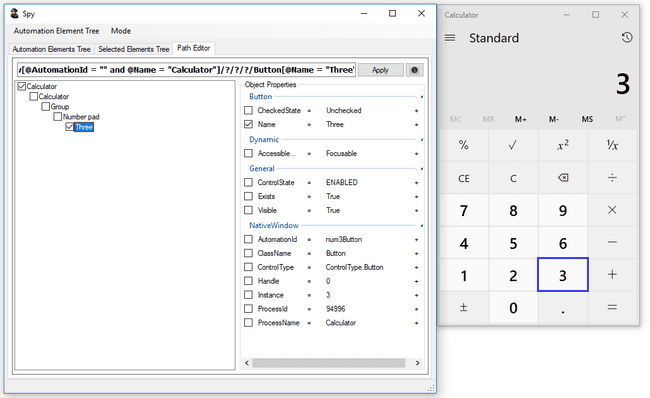 Spy
Automation Element Tree Mode
Automation Elements Tree Selected Elements Tree Path Editor
[@AutomationId = "" and @Name = "Calculator"]/?/?/?/Button[@Name = "Three" Apply
Calculator
Calculator
Group
Number pad
Three
Object Properties
Button
CheckedState = Unchecked +
Name = Three +
Dynamic
Accessible... = Focusable +
General
ControlState = ENABLED +
Exists = True +
Visible = True +
NativeWindow
AutomationId = num3Button +
ClassName = Button +
ControlType = ControlType.Button +
Handle = 0 +
Instance = 3 +
ProcessId = 94996 +
ProcessName = Calculator +
Calculator
Standard
3
MC MR M+ M- MS M˅
% √ x² ¹/x
CE C ⌫ ÷
7 8 9 ×
4 5 6 −
1 2 3 +
± 0 . =